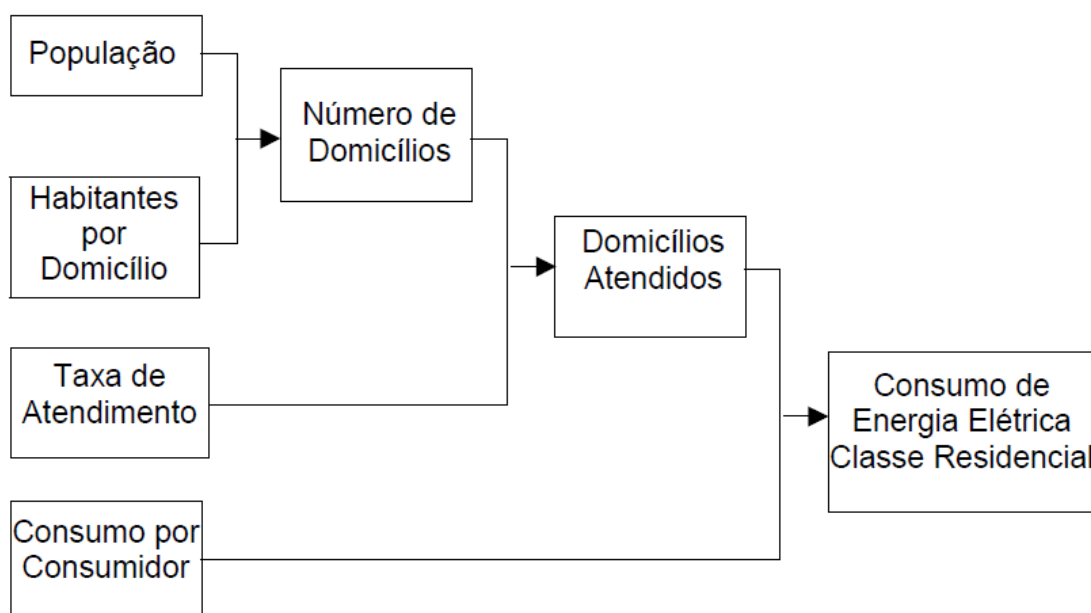 População
Número de
Domicílios
Habitantes
por
Domicílio
Domicílios
Atendidos
Taxa de
Atendimento
Consumo de
Energia Elétrica
Classe Residencial
Consumo por
Consumidor